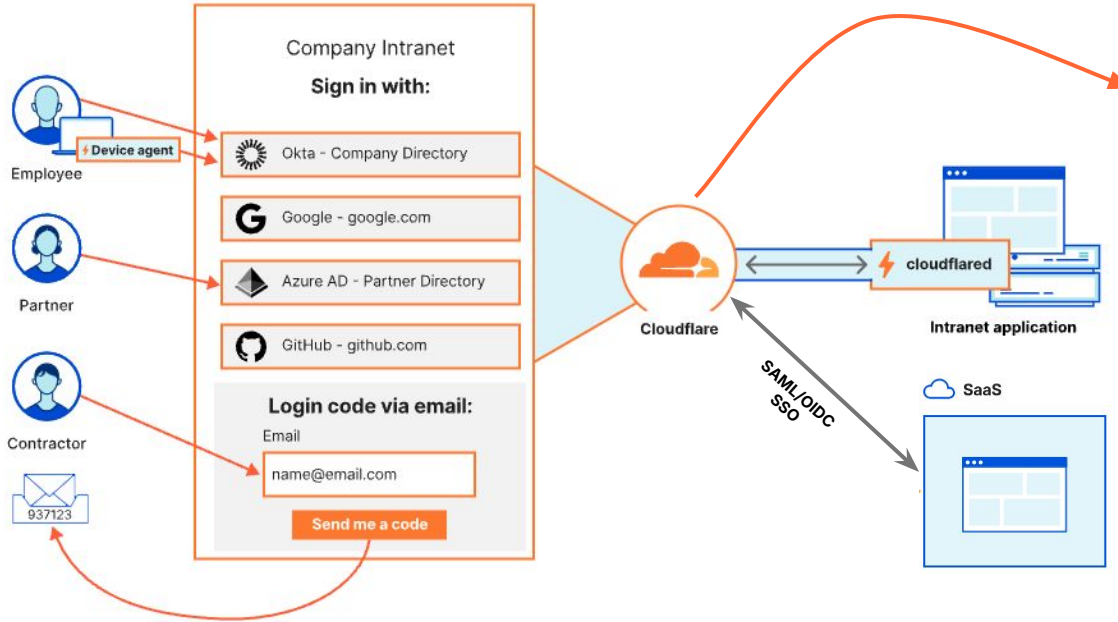 Company Intranet
Sign in with:
Okta - Company Directory
Google - google.com
Azure AD - Partner Directory
GitHub - github.com
Login code via email:
Email
name@email.com
Send me a code
Device agent
Employee
Partner
Contractor
937123
Cloudflare
cloudflared
Intranet application
SAML/OIDC
SSO
SaaS